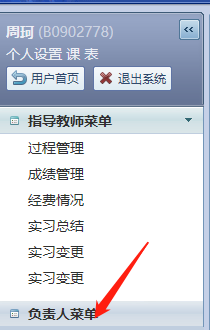 周珂 (B0902778)
个人设置 课 表
用户首页 退出系统
指导教师菜单
过程管理
成绩管理
经费情况
实习总结
实习变更
实习变更
负责人菜单